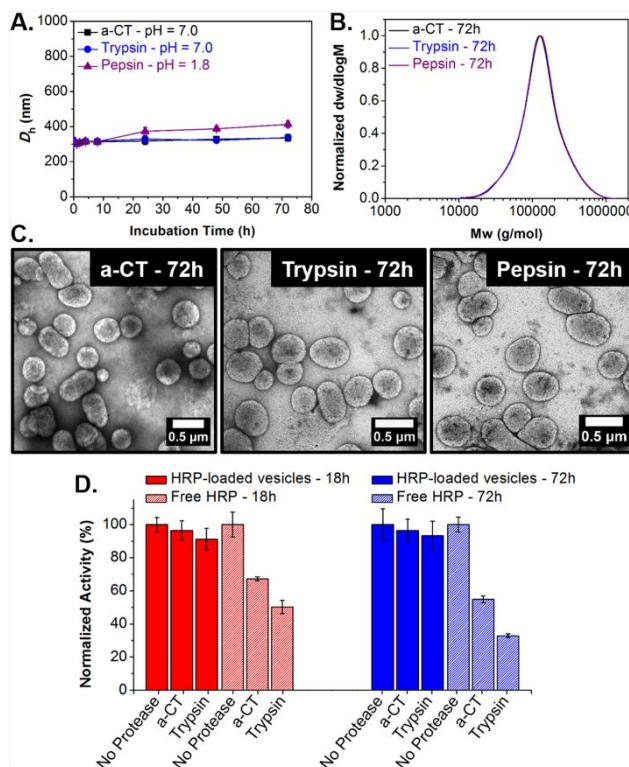 A.
a-CT - pH = 7.0
Trypsin - pH = 7.0
Pepsin - pH = 1.8
900
600
300
0
D_h (nm)
0 10 20 30 40 50 60 70 80
Incubation Time (h)
B.
a-CT - 72h
Trypsin - 72h
Pepsin - 72h
1.0
0.8
0.6
0.4
0.2
0.0
Normalized dw/dlogM
1000 10000 100000 1000000
Mw (g/mol)
C.
a-CT - 72h
0.5 µm
Trypsin - 72h
0.5 µm
Pepsin - 72h
0.5 µm
D.
HRP-loaded vesicles - 18h
Free HRP - 18h
HRP-loaded vesicles - 72h
Free HRP - 72h
100
80
60
40
20
0
Normalized Activity (%)
No Protease
a-CT
Trypsin
No Protease
a-CT
Trypsin
No Protease
a-CT
Trypsin
No Protease
a-CT
Trypsin